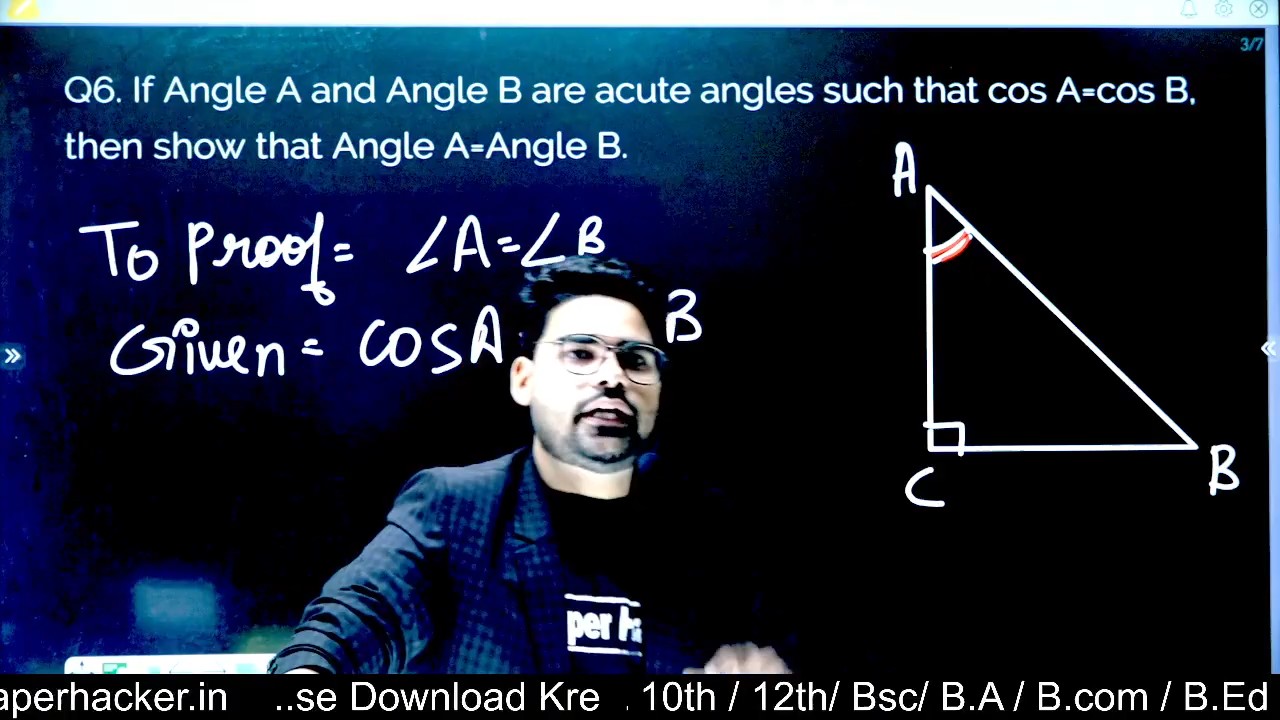 3/7
Q6. If Angle A and Angle B are acute angles such that cos A=cos B,
then show that Angle A=Angle B.
To Proof = ∠A=∠B
Given = COSA B
A
C
B
per
aperhacker.in ..se Download Kre . 10th / 12th/ Bsc/ B.A / B.com / B.Ed